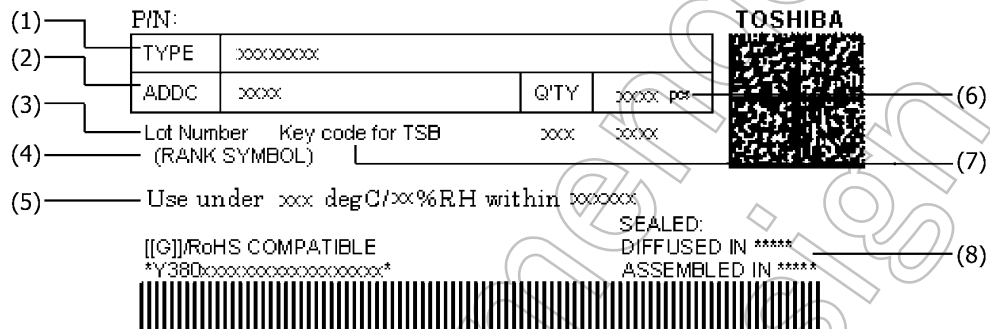 (1) P/N: TOSHIBA
TYPE xxxxxxxx
(2)
ADDC xxxx Q'TY xxxx pcs (6)
(3) Lot Number Key code for TSB xxx xxxx
(4) (RANK SYMBOL) (7)
(5) Use under xxx degC/xx%RH within xxxxxx
SEALED:
[[G]]/RoHS COMPATIBLE DIFFUSED IN ***** (8)
*Y380xxxxxxxxxxxxxxxxxx* ASSEMBLED IN *****